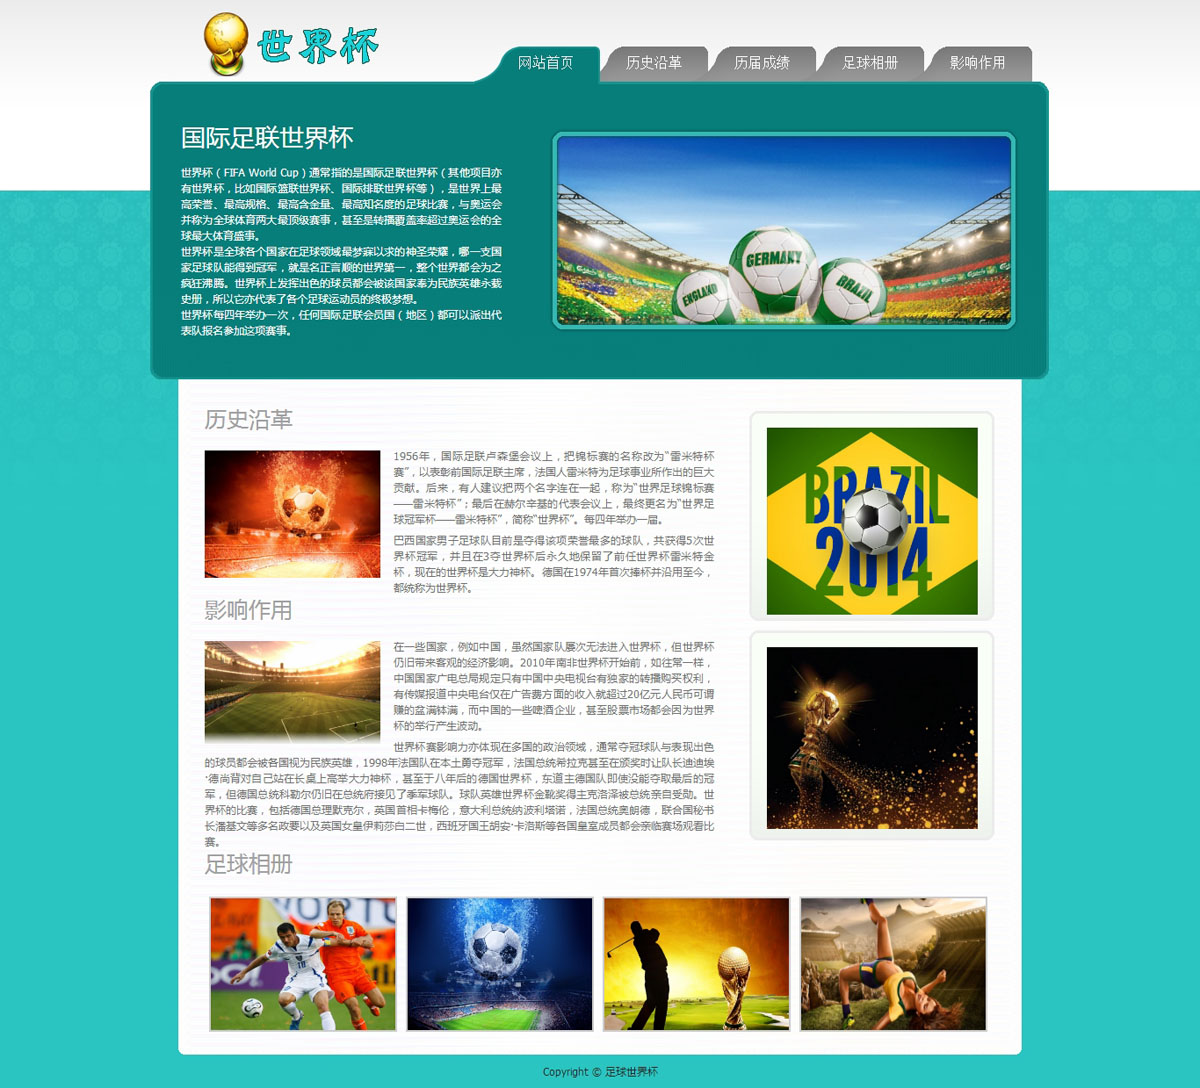 世界杯
网站首页
历史沿革
历届成绩
足球相册
影响作用
国际足联世界杯
世界杯（FIFA World Cup）通常指的是国际足联世界杯（其他项目亦
有世界杯，比如国际篮联世界杯、国际排联世界杯等），是世界上最
高荣誉、最高规格、最高含金量、最高知名度的足球比赛，与奥运会
并称为全球体育两大最顶级赛事，甚至是转播覆盖率超过奥运会的全
球最大体育盛事。
世界杯是全球各个国家在足球领域最梦寐以求的神圣荣耀，哪一支国
家足球队能得到冠军，就是名正言顺的世界第一，整个世界都会为之
疯狂沸腾。世界杯上发挥出色的球员都会被该国家奉为民族英雄永载
史册，所以它亦代表了各个足球运动员的终极梦想。
世界杯每四年举办一次，任何国际足联会员国（地区）都可以派出代
表队报名参加这项赛事。
ENGLAND
GERMANY
BRAZIL
历史沿革
1956年，国际足联卢森堡会议上，把锦标赛的名称改为“雷米特杯
赛”，以表彰前国际足联主席，法国人雷米特为足球事业所作出的巨大
贡献。后来，有人建议把两个名字连在一起，称为“世界足球锦标赛
——雷米特杯”；最后在赫尔辛基的代表会议上，最终更名为“世界足
球冠军杯——雷米特杯”，简称“世界杯”。每四年举办一届。
巴西国家男子足球队目前是夺得该项荣誉最多的球队，共获得5次世
界杯冠军，并且在3夺世界杯后永久地保留了前任世界杯雷米特金
杯，现在的世界杯是大力神杯。德国在1974年首次捧杯并沿用至今，
都统称为世界杯。
BRAZIL
2014
影响作用
在一些国家，例如中国，虽然国家队屡次无法进入世界杯，但世界杯
仍旧带来客观的经济影响。2010年南非世界杯开始前，如往常一样，
中国国家广电总局规定只有中国中央电视台有独家的转播购买权利，
有传媒报道中央电台仅在广告费方面的收入就超过20亿元人民币可谓
赚的盆满钵满，而中国的一些啤酒企业，甚至股票市场都会因为世界
杯的举行产生波动。
世界杯赛影响力亦体现在多国的政治领域，通常夺冠球队与表现出色
的球员都会被各国视为民族英雄，1998年法国队在本土勇夺冠军，法国总统希拉克甚至在颁奖时让队长迪迪埃
·德尚背对自己站在长桌上高举大力神杯，甚至于八年后的德国世界杯，东道主德国队即使没能夺取最后的冠
军，但德国总统科勒尔仍旧在总统府接见了季军球队。球队英雄世界杯金靴奖得主克洛泽被总统亲自受勋。世
界杯的比赛，包括德国总理默克尔，英国首相卡梅伦，意大利总统纳波利塔诺，法国总统奥朗德，联合国秘书
长潘基文等多名政要以及英国女皇伊莉莎白二世，西班牙国王胡安·卡洛斯等各国皇室成员都会亲临赛场观看比
赛。
足球相册
Copyright © 足球世界杯